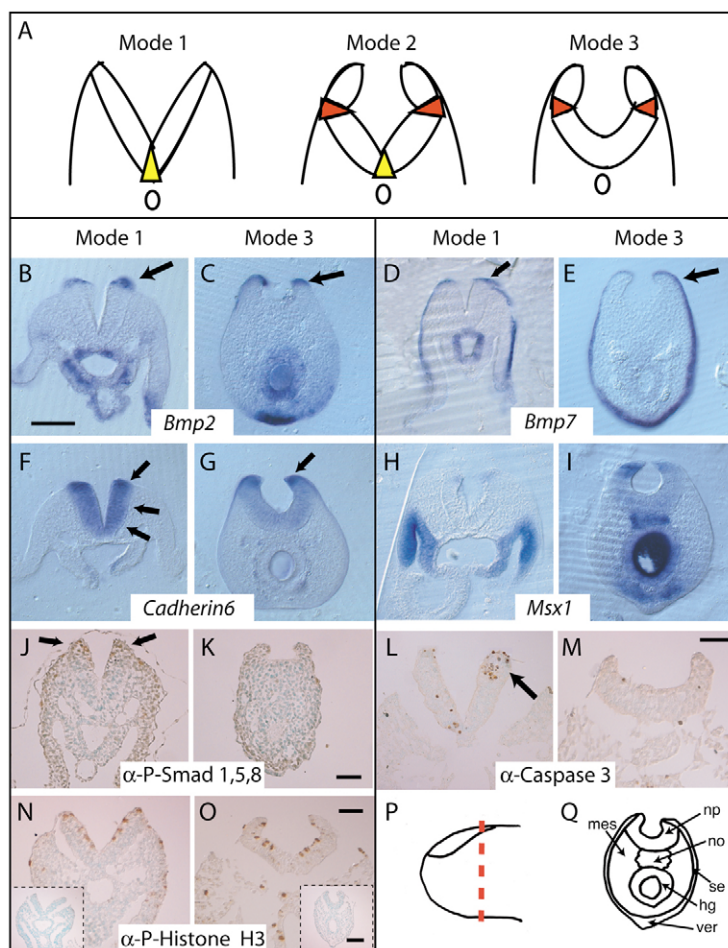 A
Mode 1
Mode 2
Mode 3
Mode 1
Mode 3
Mode 1
Mode 3
B
C
D
E
Bmp2
Bmp7
F
G
H
I
Cadherin6
Msx1
J
K
L
M
α-P-Smad 1,5,8
α-Caspase 3
N
O
P
Q
np
mes
no
se
hg
ver
α-P-Histone H3